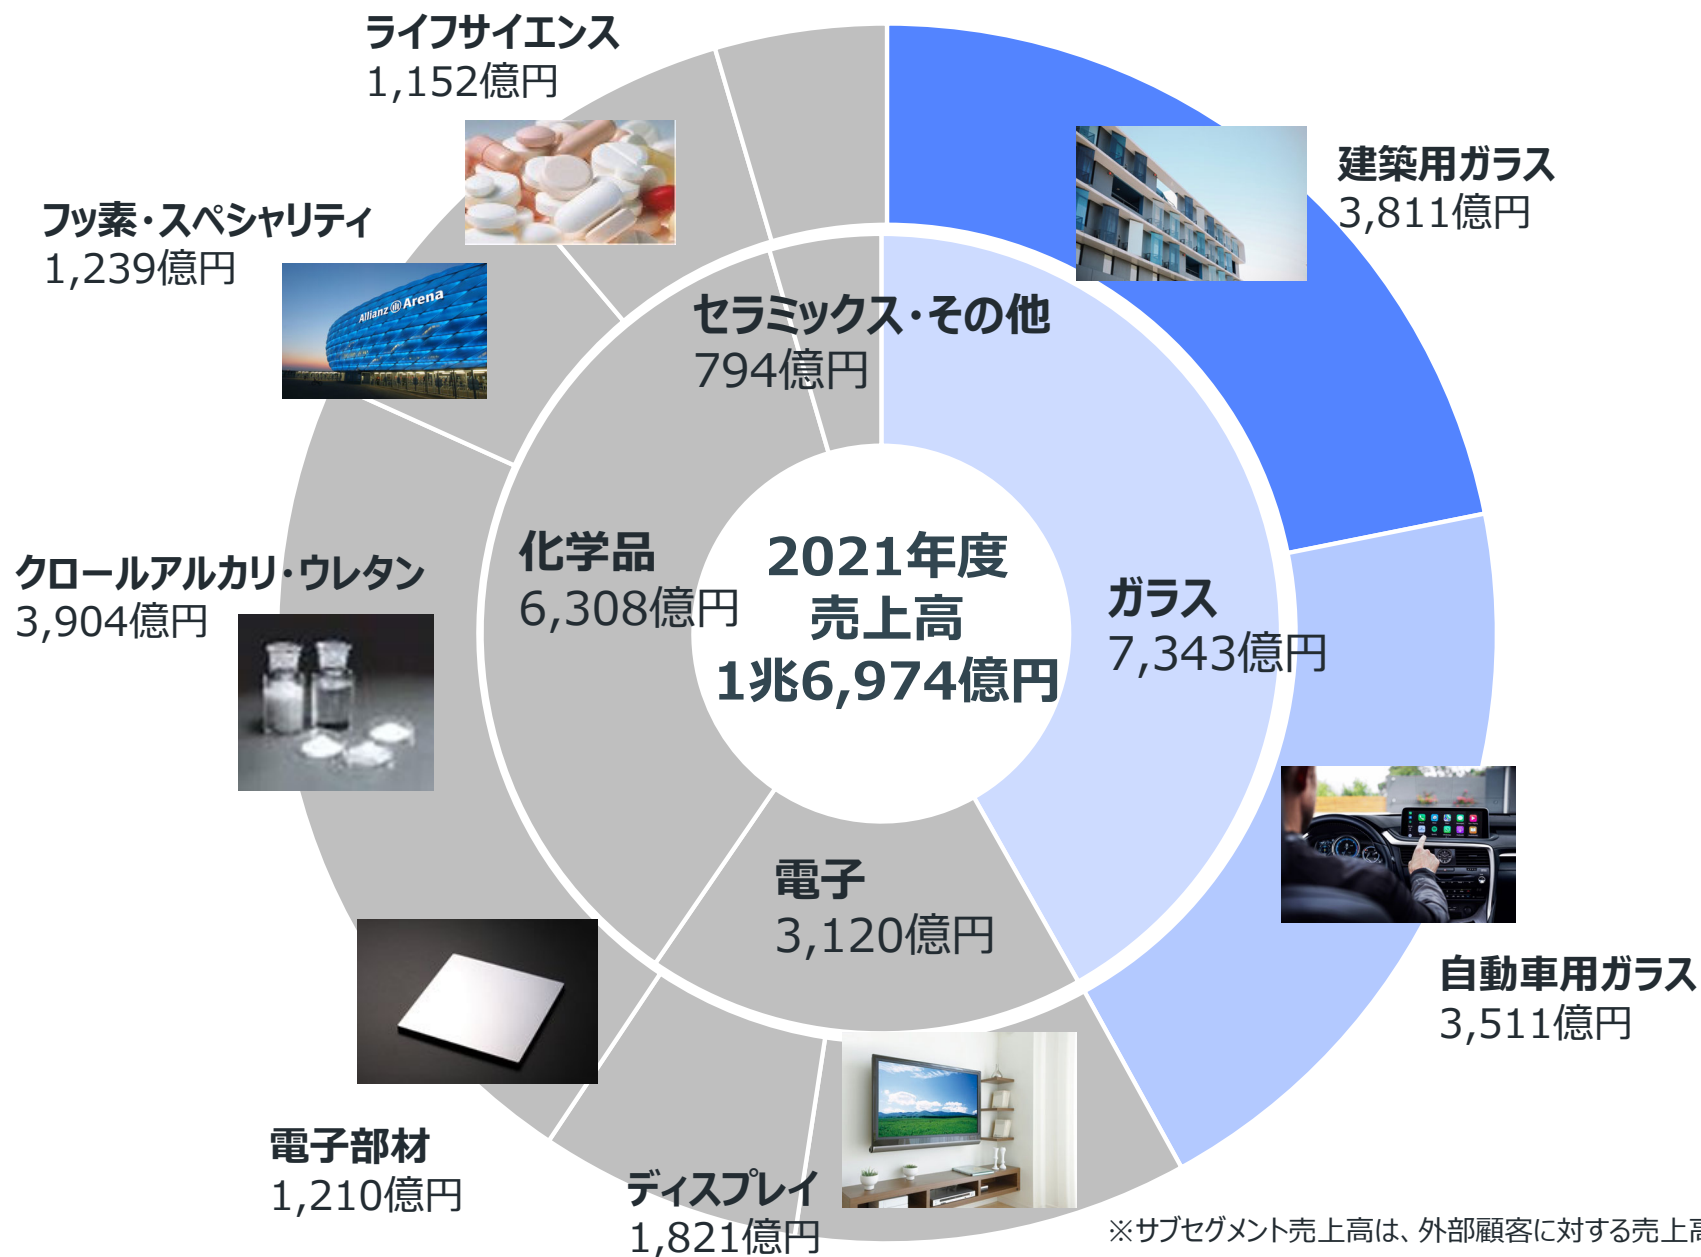 ライフサイエンス
1,152億円
建築用ガラス
3,811億円
フッ素・スペシャリティ
1,239億円
Allianz Arena
セラミックス・その他
794億円
クロールアルカリ・ウレタン
3,904億円
化学品
6,308億円
2021年度
売上高
1兆6,974億円
ガラス
7,343億円
電子
3,120億円
自動車用ガラス
3,511億円
電子部材
1,210億円
ディスプレイ
1,821億円
※サブセグメント売上高は、外部顧客に対する売上高